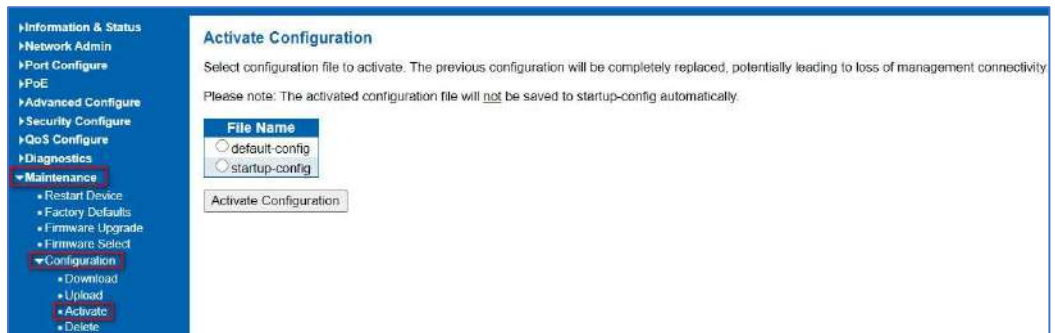 Information & Status
Network Admin
Port Configure
PoE
Advanced Configure
Security Configure
QoS Configure
Diagnostics
Maintenance
Restart Device
Factory Defaults
Firmware Upgrade
Firmware Select
Configuration
Download
Upload
Activate
Delete
Activate Configuration
Select configuration file to activate. The previous configuration will be completely replaced, potentially leading to loss of management connectivity
Please note: The activated configuration file will not be saved to startup-config automatically.
File Name
default-config
startup-config
Activate Configuration